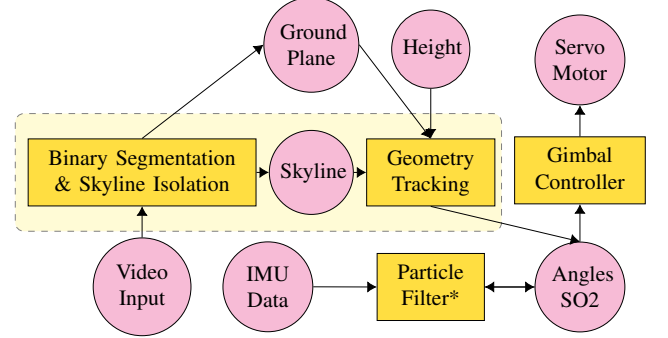 Ground
Plane
Height
Servo
Motor
Binary Segmentation
& Skyline Isolation
Skyline
Geometry
Tracking
Gimbal
Controller
Video
Input
IMU
Data
Particle
Filter*
Angles
SO2